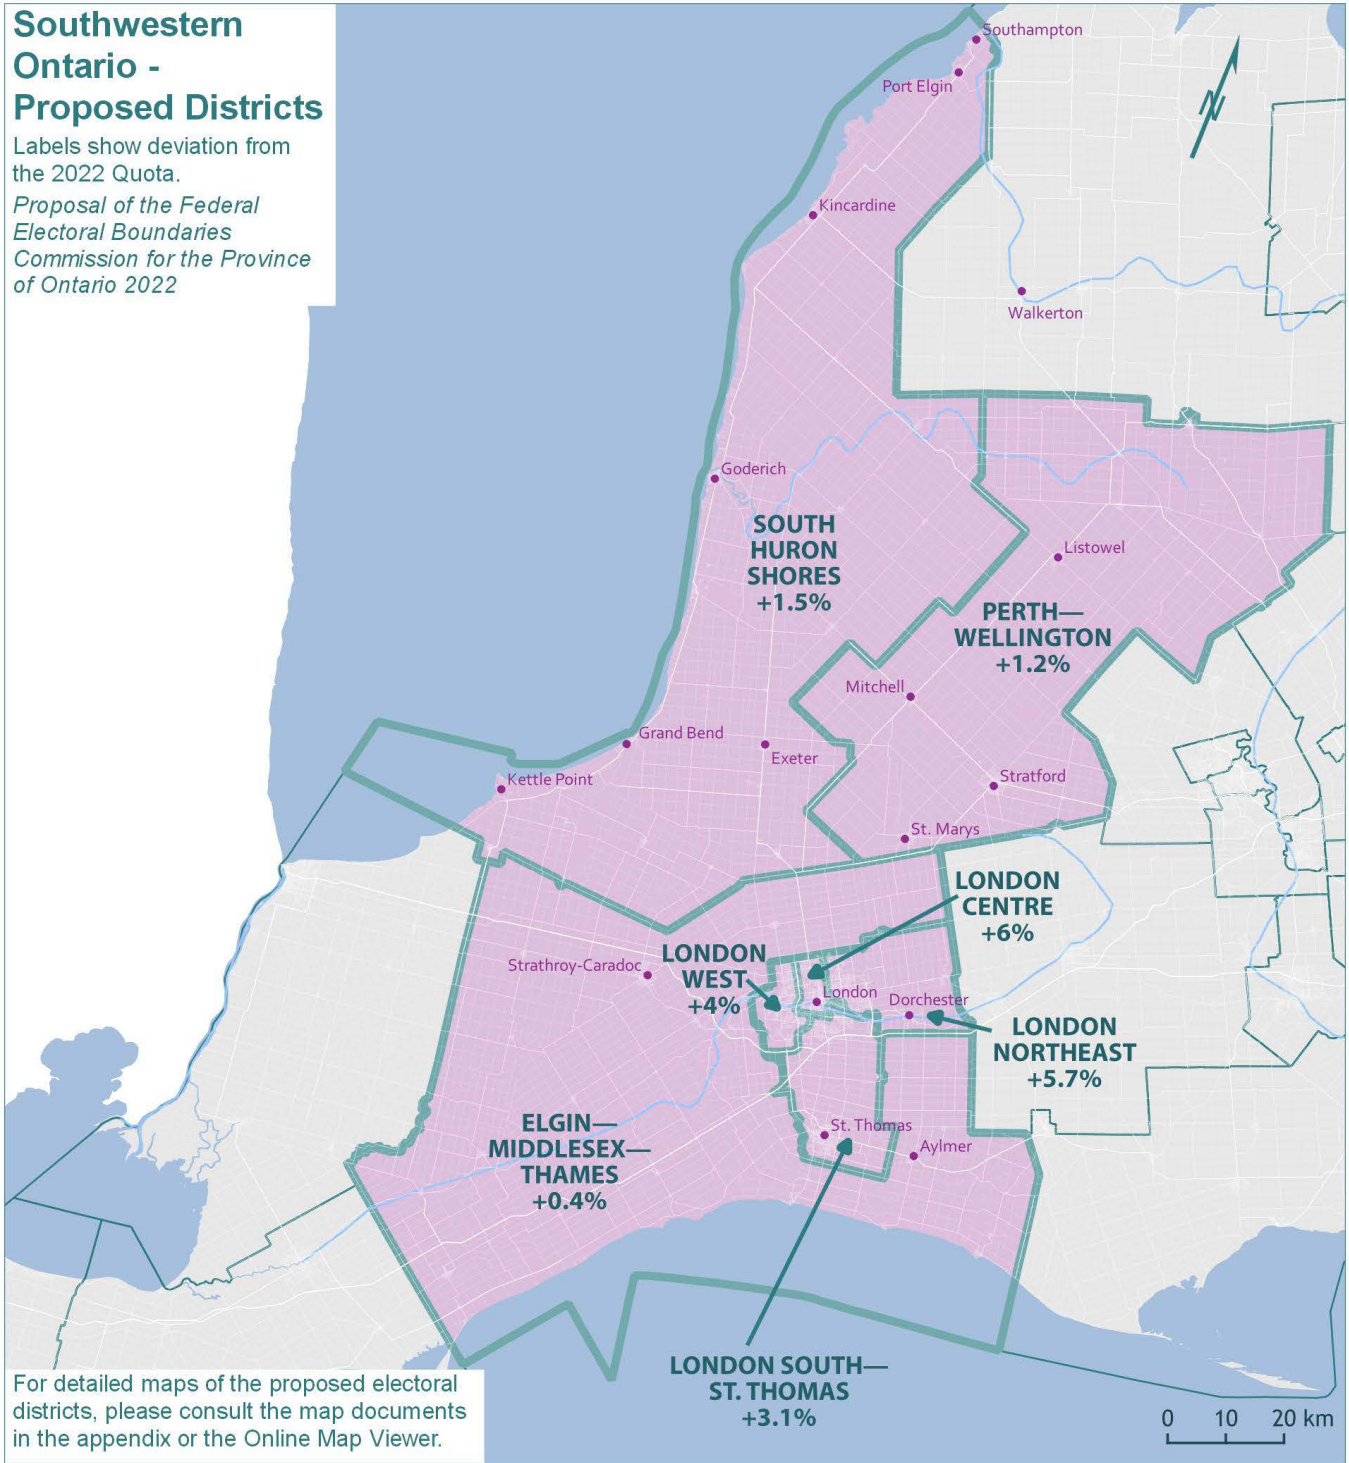 Southwestern
Ontario -
Proposed Districts
Labels show deviation from
the 2022 Quota.
Proposal of the Federal
Electoral Boundaries
Commission for the Province
of Ontario 2022
Southampton
Port Elgin
N
Kincardine
Walkerton
Goderich
SOUTH
HURON
SHORES
+1.5%
Listowel
PERTH—
WELLINGTON
+1.2%
Mitchell
Grand Bend
Exeter
Kettle Point
Stratford
St. Marys
LONDON
CENTRE
+6%
LONDON
WEST
+4%
Strathroy-Caradoc
London
Dorchester
LONDON
NORTHEAST
+5.7%
ELGIN—
MIDDLESEX—
THAMES
+0.4%
St. Thomas
Aylmer
LONDON SOUTH—
ST. THOMAS
+3.1%
For detailed maps of the proposed electoral
districts, please consult the map documents
in the appendix or the Online Map Viewer.
0 10 20 km